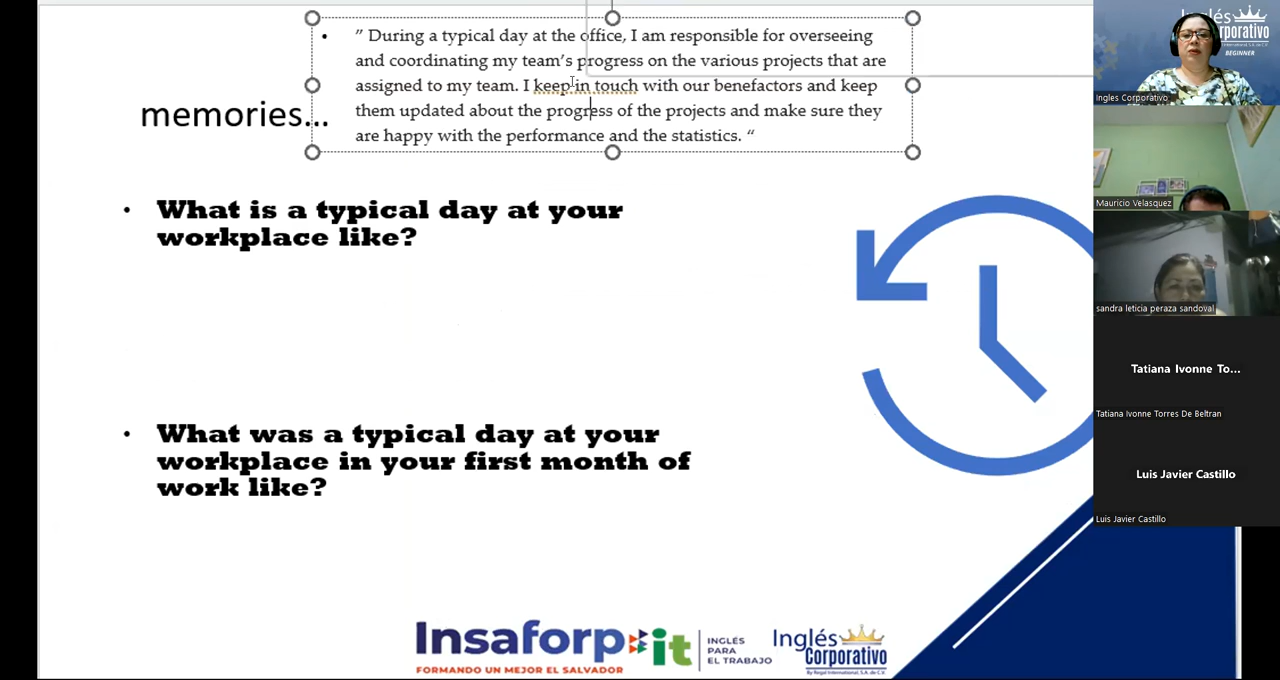 • " During a typical day at the office, I am responsible for overseeing
and coordinating my team's progress on the various projects that are
assigned to my team. I keep in touch with our benefactors and keep
them updated about the progress of the projects and make sure they
are happy with the performance and the statistics. "
memories...
• What is a typical day at your
workplace like?
• What was a typical day at your
workplace in your first month of
work like?
Insaforp it
FORMANDO UN MEJOR EL SALVADOR
INGLÉS
PARA
EL TRABAJO
Inglés
Corporativo
By Regal International, S.A. de C.V.
Inglés
Corporativo
International, S.A. de C.V.
BEGINNER
Ingles Corporativo
Mauricio Velasquez
sandra leticia peraza sandoval
Tatiana Ivonne To...
Tatiana Ivonne Torres De Beltran
Luis Javier Castillo
Luis Javier Castillo